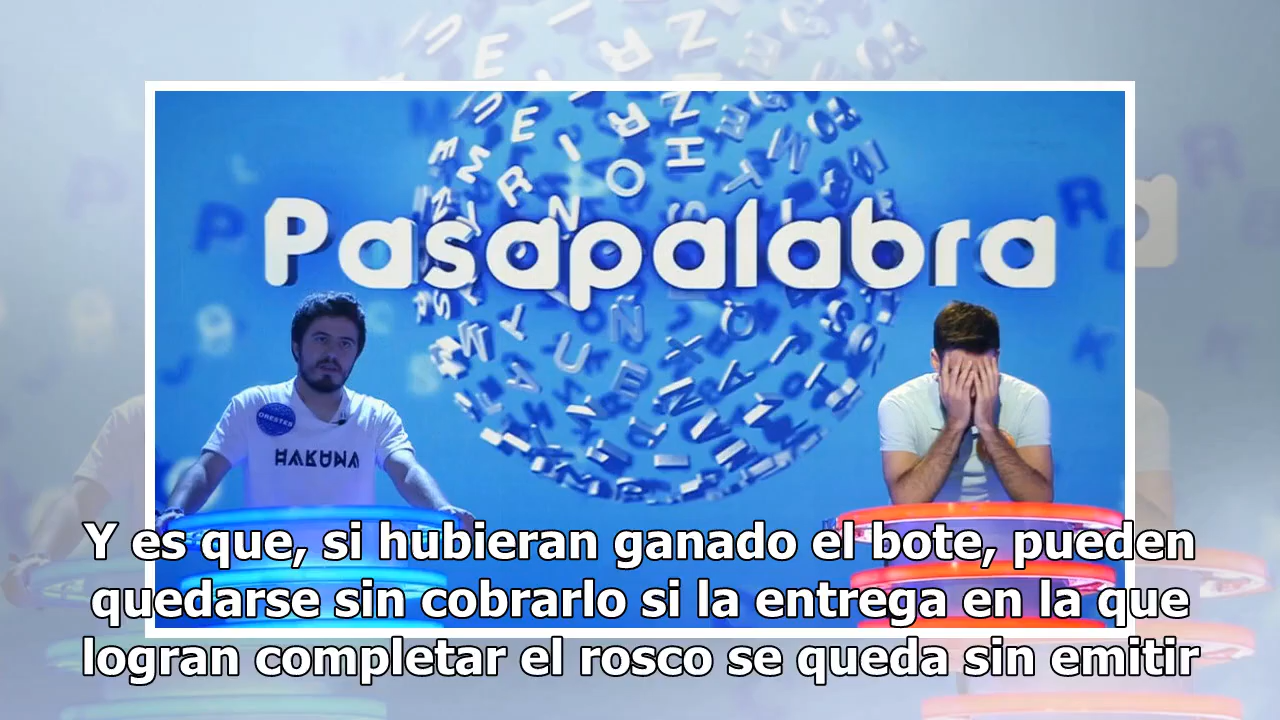 Pasapalabra
ORESTES
HAKUNA
Y es que, si hubieran ganado el bote, pueden
quedarse sin cobrarlo si la entrega en la que
logran completar el rosco se queda sin emitir